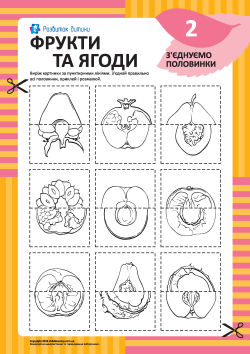 Розвиток дитини
ФРУКТИ
ТА ЯГОДИ
2
З'ЄДНУЄМО
ПОЛОВИНКИ
Виріж картинки за пунктирними лініями. З'єднай правильно
всі половинки, приклей і розмалюй.